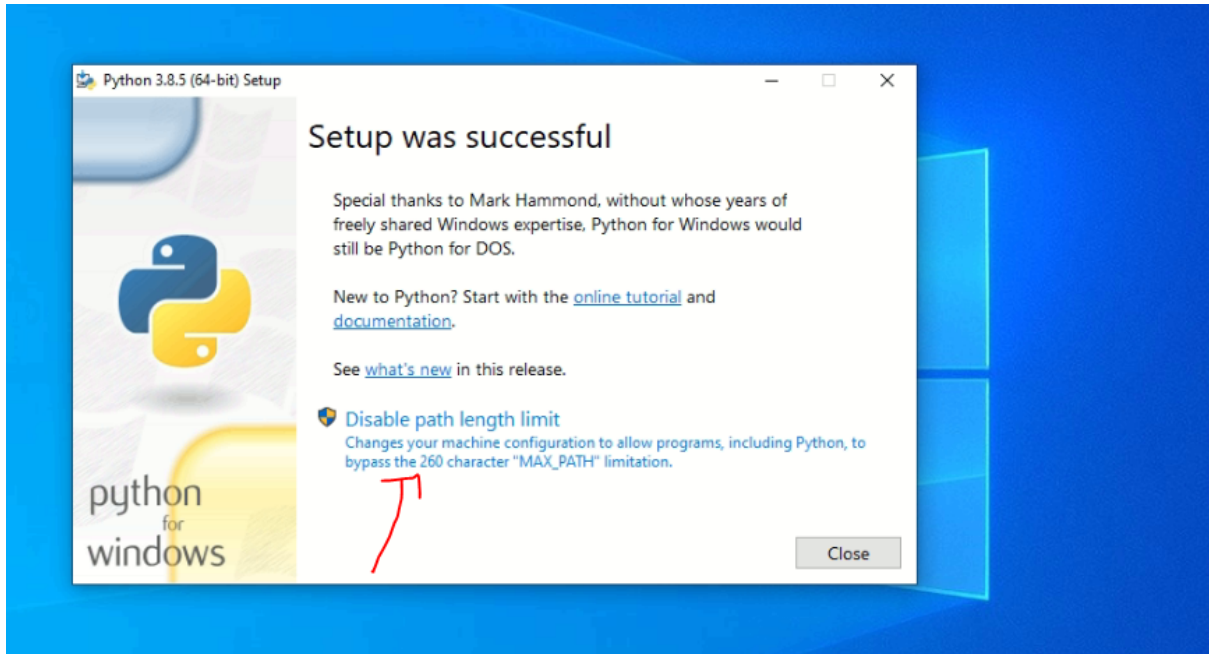 Python 3.8.5 (64-bit) Setup
Setup was successful
Special thanks to Mark Hammond, without whose years of
freely shared Windows expertise, Python for Windows would
still be Python for DOS.
New to Python? Start with the online tutorial and
documentation.
See what's new in this release.
Disable path length limit
Changes your machine configuration to allow programs, including Python, to
bypass the 260 character "MAX_PATH" limitation.
python
for
windows
Close